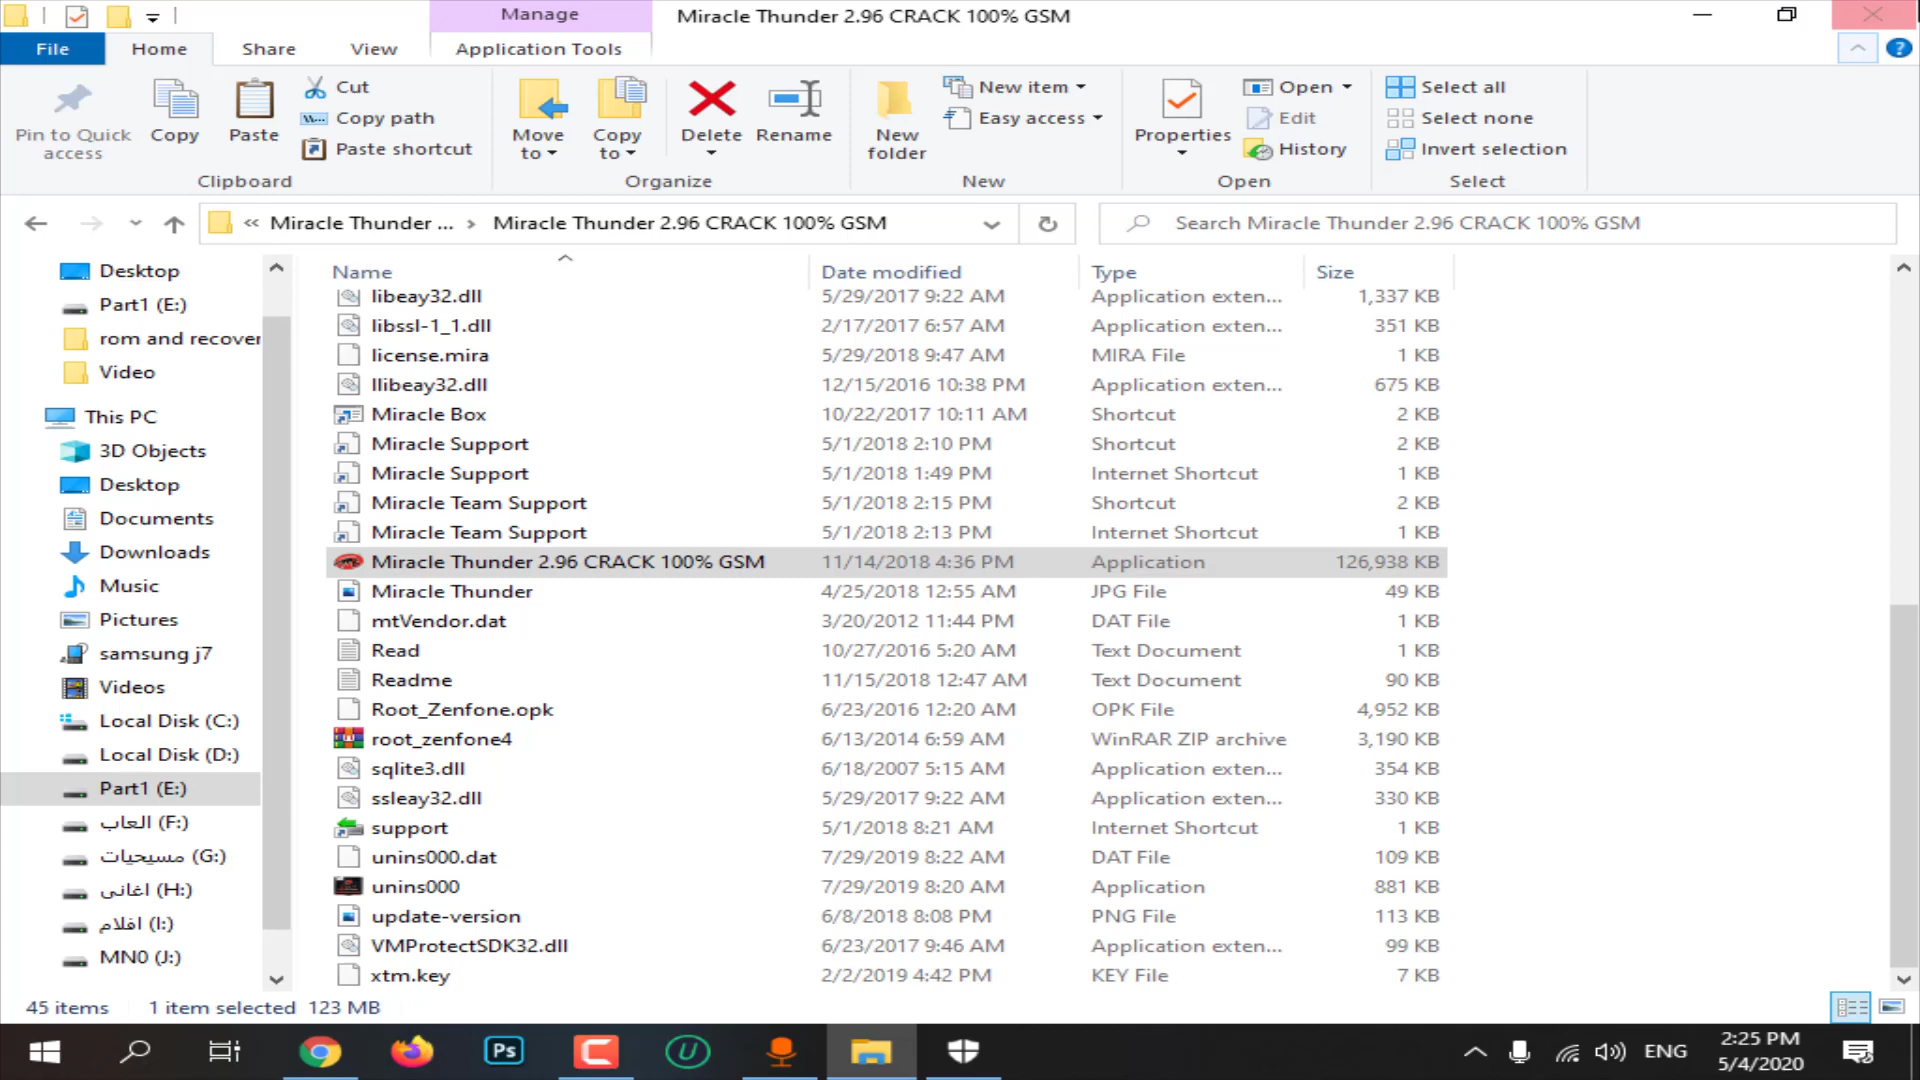 Manage
Miracle Thunder 2.96 CRACK 100% GSM
File
Home
Share
View
Application Tools
Pin to Quick access
Copy
Paste
Cut
Copy path
Paste shortcut
Clipboard
Move to
Copy to
Delete
Rename
Organize
New folder
New item
Easy access
New
Properties
Open
Edit
History
Open
Select all
Select none
Invert selection
Select
« Miracle Thunder ... › Miracle Thunder 2.96 CRACK 100% GSM
Search Miracle Thunder 2.96 CRACK 100% GSM
Desktop
Part1 (E:)
rom and recover
Video
This PC
3D Objects
Desktop
Documents
Downloads
Music
Pictures
samsung j7
Videos
Local Disk (C:)
Local Disk (D:)
Part1 (E:)
العاب (F:)
مسيحيات (G:)
اغانى (H:)
افلام (I:)
MN0 (J:)
Name Date modified Type Size
libeay32.dll 5/29/2017 9:22 AM Application exten... 1,337 KB
libssl-1_1.dll 2/17/2017 6:57 AM Application exten... 351 KB
license.mira 5/29/2018 9:47 AM MIRA File 1 KB
llibeay32.dll 12/15/2016 10:38 PM Application exten... 675 KB
Miracle Box 10/22/2017 10:11 AM Shortcut 2 KB
Miracle Support 5/1/2018 2:10 PM Shortcut 2 KB
Miracle Support 5/1/2018 1:49 PM Internet Shortcut 1 KB
Miracle Team Support 5/1/2018 2:15 PM Shortcut 2 KB
Miracle Team Support 5/1/2018 2:13 PM Internet Shortcut 1 KB
Miracle Thunder 2.96 CRACK 100% GSM 11/14/2018 4:36 PM Application 126,938 KB
Miracle Thunder 4/25/2018 12:55 AM JPG File 49 KB
mtVendor.dat 3/20/2012 11:44 PM DAT File 1 KB
Read 10/27/2016 5:20 AM Text Document 1 KB
Readme 11/15/2018 12:47 AM Text Document 90 KB
Root_Zenfone.opk 6/23/2016 12:20 AM OPK File 4,952 KB
root_zenfone4 6/13/2014 6:59 AM WinRAR ZIP archive 3,190 KB
sqlite3.dll 6/18/2007 5:15 AM Application exten... 354 KB
ssleay32.dll 5/29/2017 9:22 AM Application exten... 330 KB
support 5/1/2018 8:21 AM Internet Shortcut 1 KB
unins000.dat 7/29/2019 8:22 AM DAT File 109 KB
unins000 7/29/2019 8:20 AM Application 881 KB
update-version 6/8/2018 8:08 PM PNG File 113 KB
VMProtectSDK32.dll 6/23/2017 9:46 AM Application exten... 99 KB
xtm.key 2/2/2019 4:42 PM KEY File 7 KB
45 items 1 item selected 123 MB
Ps
ENG
2:25 PM
5/4/2020